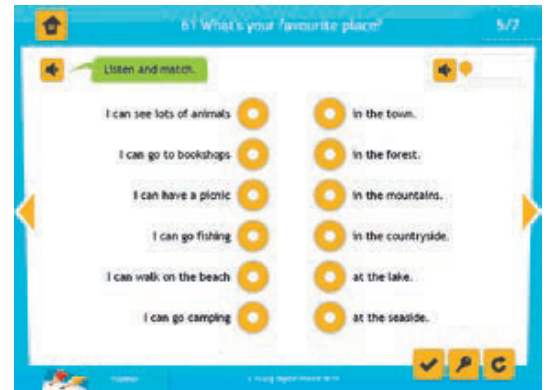 6.1 What's your favourite place?
5/7
Listen and match.
I can see lots of animals
in the town.
I can go to bookshops
in the forest.
I can have a picnic
in the mountains.
I can go fishing
in the countryside.
I can walk on the beach
at the lake.
I can go camping
at the seaside.